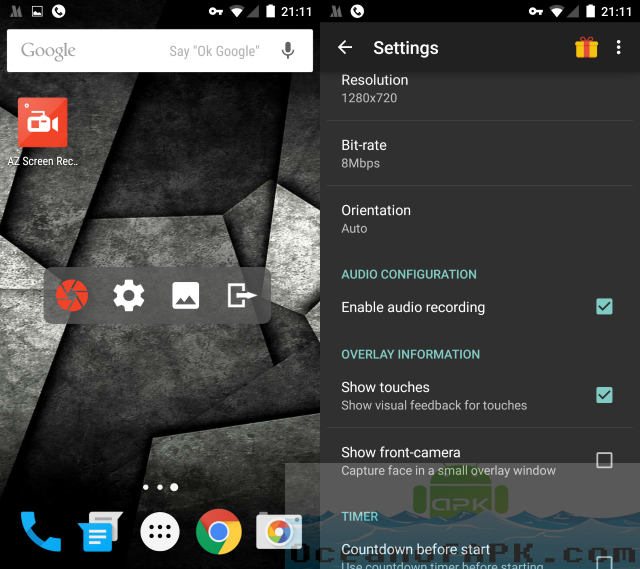 21:11
Google
Say "Ok Google"
AZ Screen Rec..
21:11
Settings
Resolution
1280x720
Bit-rate
8Mbps
Orientation
Auto
AUDIO CONFIGURATION
Enable audio recording
OVERLAY INFORMATION
Show touches
Show visual feedback for touches
Show front-camera
Capture face in a small overlay window
apk
TIMER
Countdown before start
OceanofAPK.com
Use countdown timer before starting